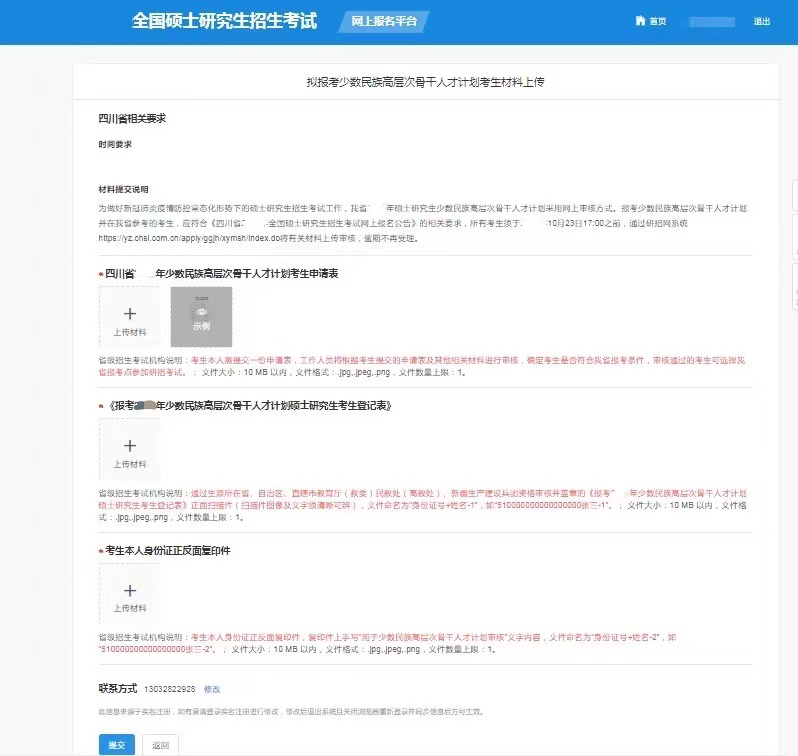 全国硕士研究生招生考试 网上报名平台 首页 退出
拟报考少数民族高层次骨干人才计划考生材料上传
四川省相关要求
时间要求
材料提交说明
为做好新冠肺炎疫情防控常态化形势下的硕士研究生招生考试工作，我省 年硕士研究生少数民族高层次骨干人才计划采用网上审核方式。报考少数民族高层次骨干人才计划
并在我省参考的考生，应符合《四川省 全国硕士研究生招生考试网上报名公告》的相关要求，所有考生须于 10月23日17:00之前，通过研招网系统
https://yz.chsi.com.cn/apply/ggjh/xymsh/index.do将有关材料上传审核，逾期不再受理。
*四川省 年少数民族高层次骨干人才计划考生申请表
+
上传材料
示例
省级招生考试机构说明：考生本人需提交一份申请表，工作人员将根据考生提交的申请表及其他相关材料进行审核，确定考生是否符合我省报考条件，审核通过的考生可选择我
省报考点参加研招考试。； 文件大小：10 MB 以内，文件格式：.jpg,.jpeg,.png，文件数量上限：1。
*《报考 年少数民族高层次骨干人才计划硕士研究生考生登记表》
+
上传材料
省级招生考试机构说明：通过生源所在省、自治区、直辖市教育厅（教委）民教处（高教处）、新疆生产建设兵团资格审核并盖章的《报考 年少数民族高层次骨干人才计划
硕士研究生考生登记表》正面扫描件（扫描件图像及文字须清晰可辨），文件命名为“身份证号+姓名-1”，如“510000000000000000张三-1”。； 文件大小：10 MB 以内，文件格
式：.jpg,.jpeg,.png，文件数量上限：1。
*考生本人身份证正反面复印件
+
上传材料
省级招生考试机构说明：考生本人身份证正反面复印件，复印件上手写“用于少数民族高层次骨干人才计划审核”文字内容，文件命名为“身份证号+姓名-2”，如
“510000000000000000张三-2”。； 文件大小：10 MB 以内，文件格式：.jpg,.jpeg,.png，文件数量上限：1。
联系方式 13032822928 修改
此信息来源于实名注册，如有误请登录实名注册进行修改，修改后退出系统且关闭浏览器重新登录并同步信息后方可生效。
提交 返回